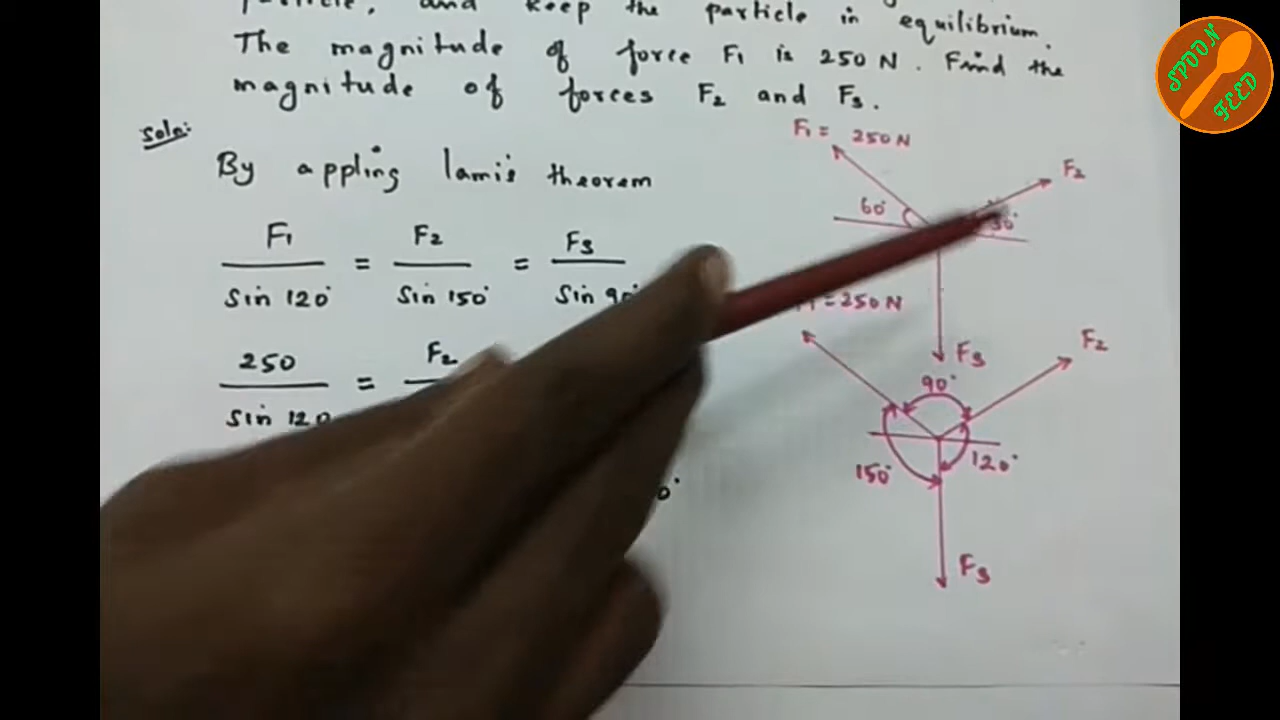 and keep the particle in equilibrium.
The magnitude of force F1 is 250 N. Find the
magnitude of forces F2 and F3.
Soln:
By appling lami's theorem
F1 / Sin 120° = F2 / Sin 150° = F3 / Sin 90°
250 / Sin 120 = F2
F1 = 250 N
F2
60°
30°
F3
= 250 N
F2
90°
150°
120°
F3
SPOON
FEED